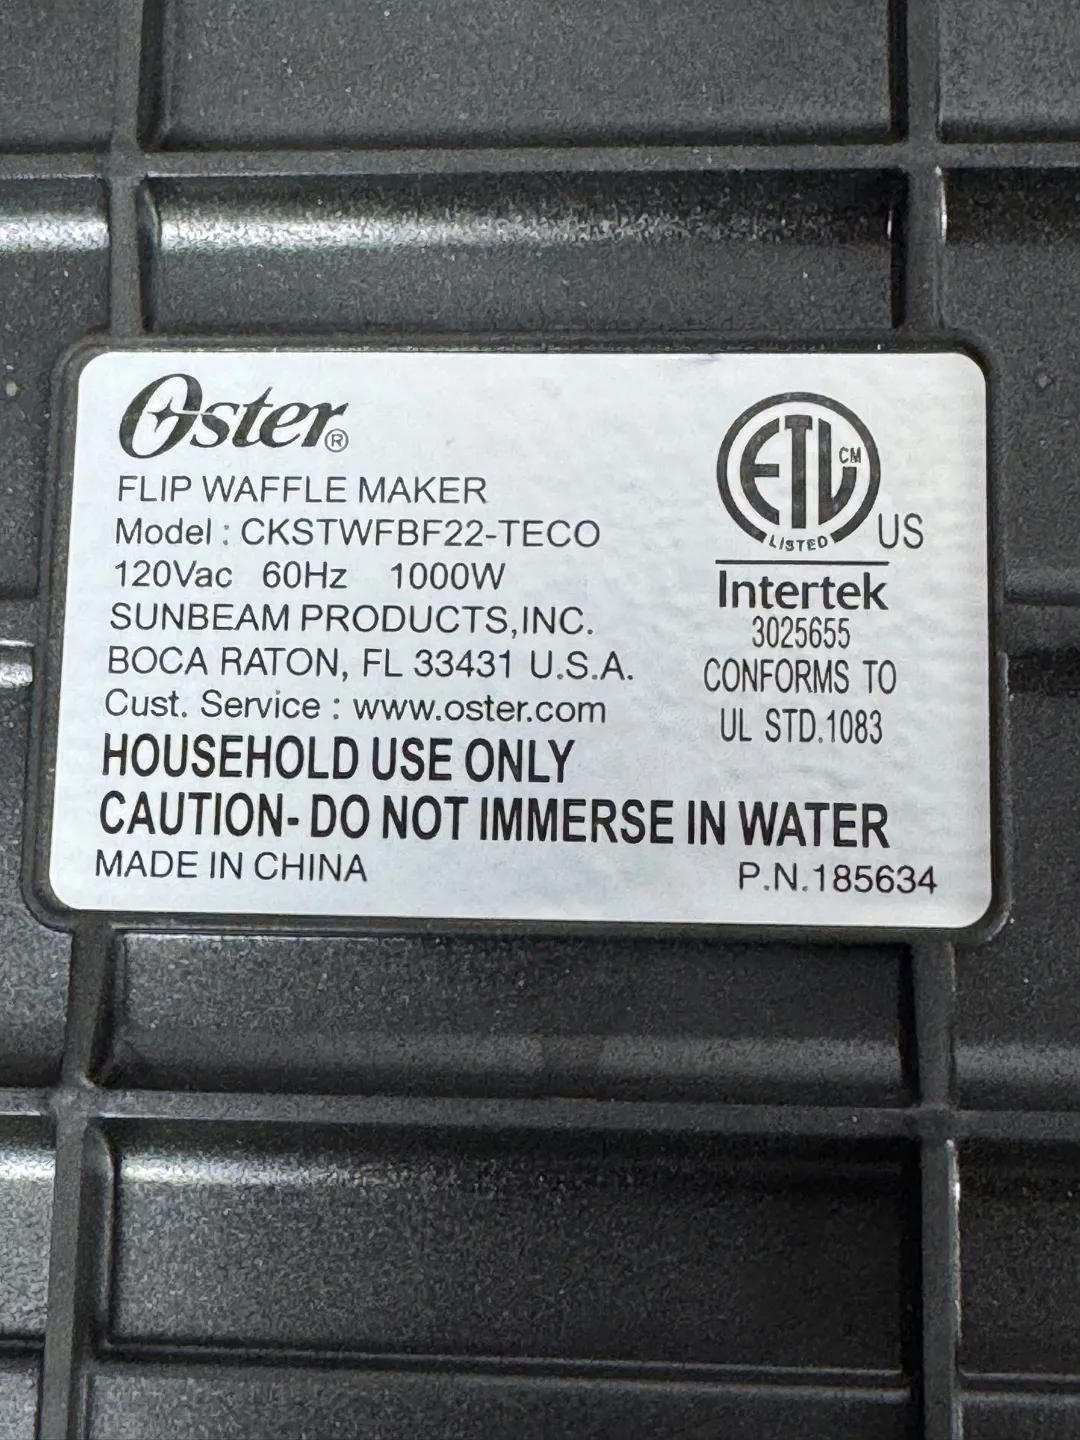 Oster®
FLIP WAFFLE MAKER
Model : CKSTWFBF22-TECO
120Vac 60Hz 1000W
SUNBEAM PRODUCTS,INC.
BOCA RATON, FL 33431 U.S.A.
Cust. Service : www.oster.com
HOUSEHOLD USE ONLY
CAUTION- DO NOT IMMERSE IN WATER
MADE IN CHINA
ETL CM
LISTED
US
Intertek
3025655
CONFORMS TO
UL STD.1083
P.N.185634